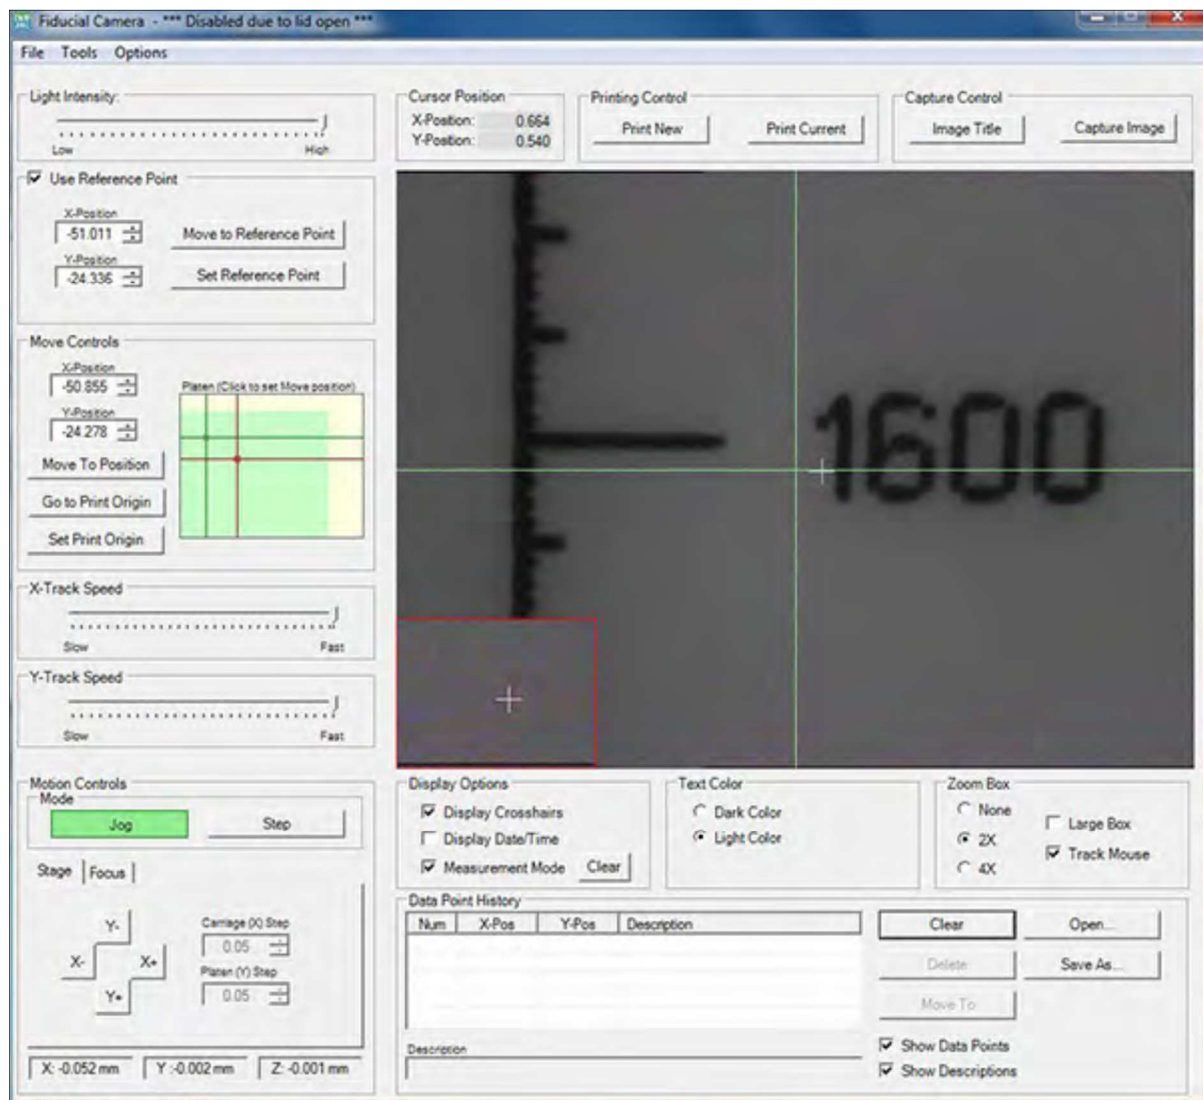 Fiducial Camera - *** Disabled due to lid open ***
File Tools Options
Light Intensity:
Low High
Cursor Position
X-Position: 0.664
Y-Position: 0.540
Printing Control
Print New Print Current
Capture Control
Image Title Capture Image
Use Reference Point
X-Position
-51.011
Move to Reference Point
Y-Position
-24.336
Set Reference Point
Move Controls
X-Position
-50.855
Y-Position
-24.278
Platen (Click to set Move position)
Move To Position
Go to Print Origin
Set Print Origin
1600
X-Track Speed
Slow Fast
Y-Track Speed
Slow Fast
Motion Controls
Mode
Jog Step
Stage Focus
Y-
X- X+
Y+
Carriage (X) Step
0.05
Platen (Y) Step
0.05
X: -0.052 mm Y :-0.002 mm Z: -0.001 mm
Display Options
Display Crosshairs
Display Date/Time
Measurement Mode Clear
Text Color
Dark Color
Light Color
Zoom Box
None
2X
4X
Large Box
Track Mouse
Data Point History
Num X-Pos Y-Pos Description
Clear Open...
Delete Save As...
Move To
Description
Show Data Points
Show Descriptions